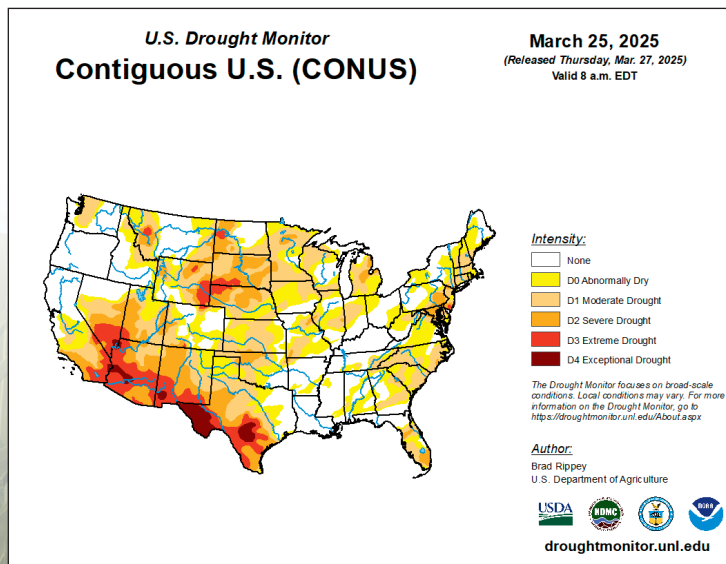 U.S. Drought Monitor
Contiguous U.S. (CONUS)
March 25, 2025
(Released Thursday, Mar. 27, 2025)
Valid 8 a.m. EDT
Intensity:
None
D0 Abnormally Dry
D1 Moderate Drought
D2 Severe Drought
D3 Extreme Drought
D4 Exceptional Drought
The Drought Monitor focuses on broad-scale
conditions. Local conditions may vary. For more
information on the Drought Monitor, go to
https://droughtmonitor.unl.edu/About.aspx
Author:
Brad Rippey
U.S. Department of Agriculture
USDA
NDMC
NOAA
droughtmonitor.unl.edu